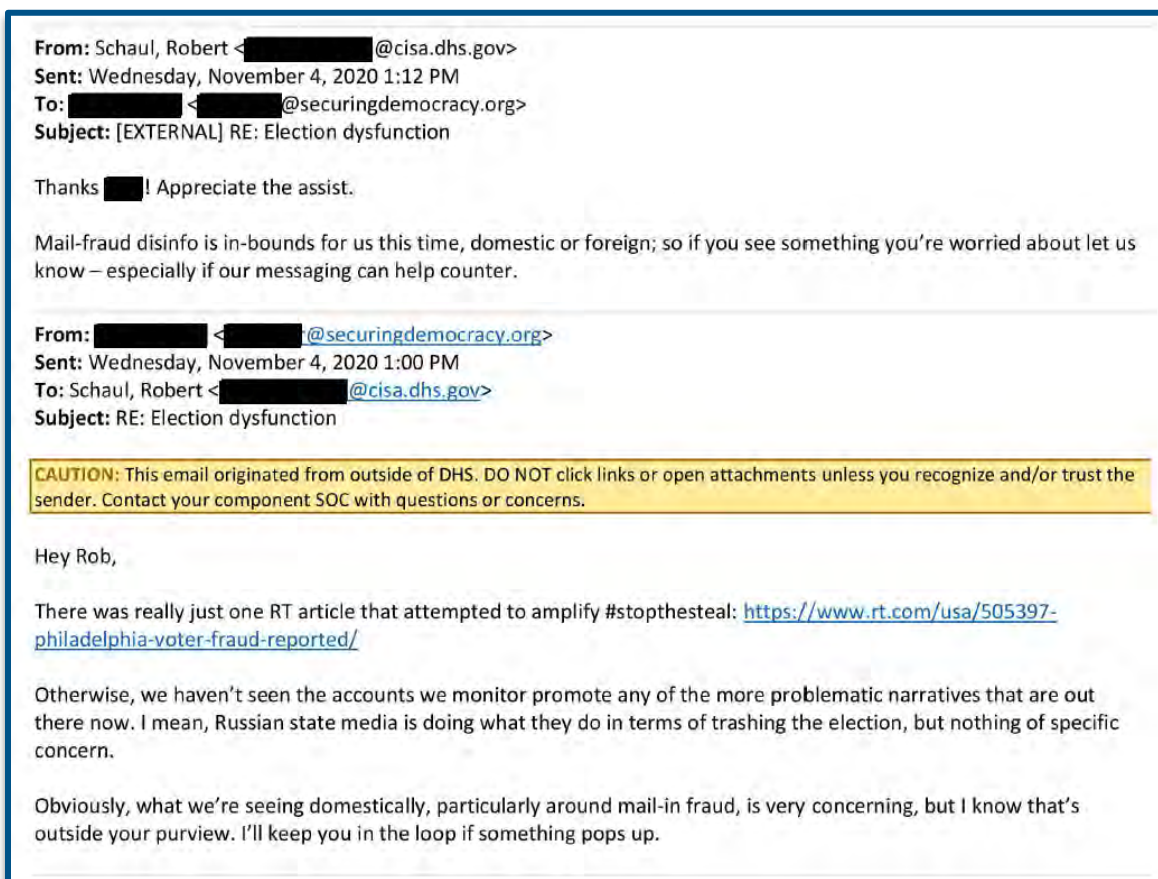 From: Schaul, Robert < @cisa.dhs.gov>
Sent: Wednesday, November 4, 2020 1:12 PM
To: < @securingdemocracy.org>
Subject: [EXTERNAL] RE: Election dysfunction
Thanks ! Appreciate the assist.
Mail-fraud disinfo is in-bounds for us this time, domestic or foreign; so if you see something you're worried about let us
know – especially if our messaging can help counter.
From: < @securingdemocracy.org>
Sent: Wednesday, November 4, 2020 1:00 PM
To: Schaul, Robert < @cisa.dhs.gov>
Subject: RE: Election dysfunction
CAUTION: This email originated from outside of DHS. DO NOT click links or open attachments unless you recognize and/or trust the
sender. Contact your component SOC with questions or concerns.
Hey Rob,
There was really just one RT article that attempted to amplify #stopthesteal: https://www.rt.com/usa/505397-
philadelphia-voter-fraud-reported/
Otherwise, we haven't seen the accounts we monitor promote any of the more problematic narratives that are out
there now. I mean, Russian state media is doing what they do in terms of trashing the election, but nothing of specific
concern.
Obviously, what we're seeing domestically, particularly around mail-in fraud, is very concerning, but I know that's
outside your purview. I'll keep you in the loop if something pops up.